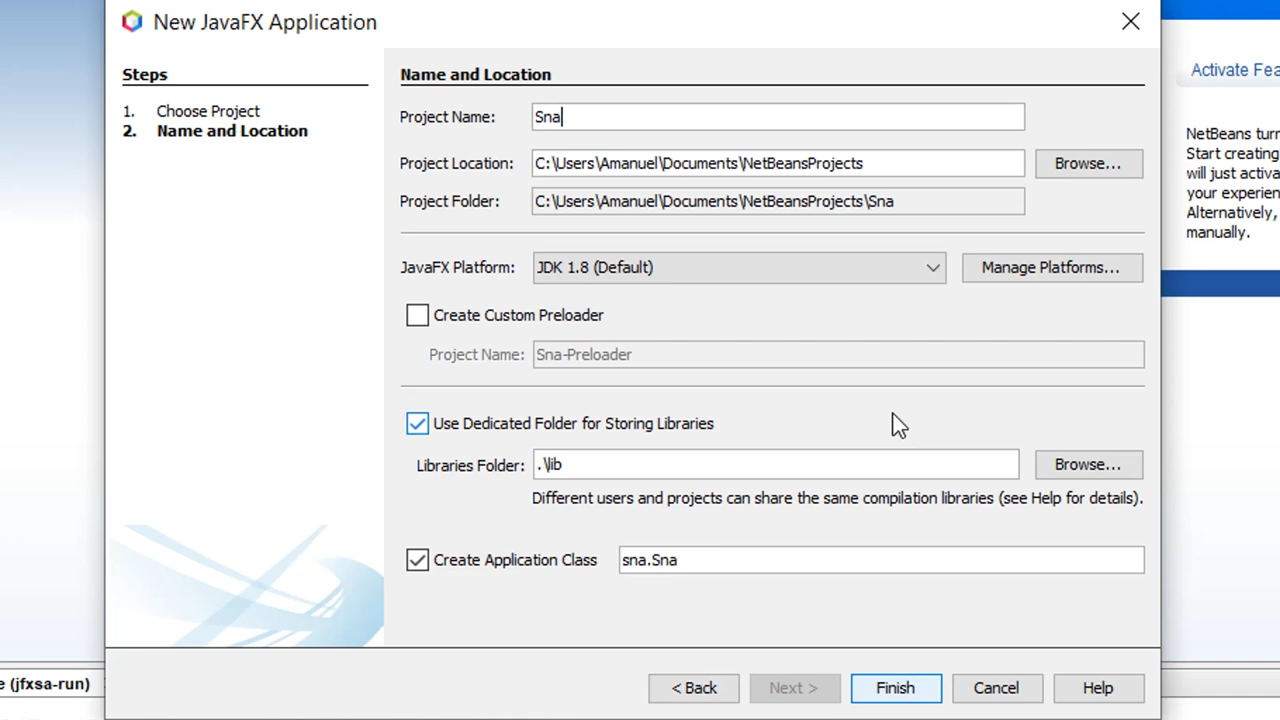 New JavaFX Application
Steps
1. Choose Project
2. Name and Location
Name and Location
Project Name: Sna
Project Location: C:\Users\Amanuel\Documents\NetBeansProjects Browse...
Project Folder: C:\Users\Amanuel\Documents\NetBeansProjects\Sna
JavaFX Platform: JDK 1.8 (Default) Manage Platforms...
Create Custom Preloader
Project Name: Sna-Preloader
Use Dedicated Folder for Storing Libraries
Libraries Folder: .\lib Browse...
Different users and projects can share the same compilation libraries (see Help for details).
Create Application Class sna.Sna
< Back Next > Finish Cancel Help
Activate Fea
NetBeans turn
Start creating
will just activa
your experien
Alternatively,
manually.
e (jfxsa-run)